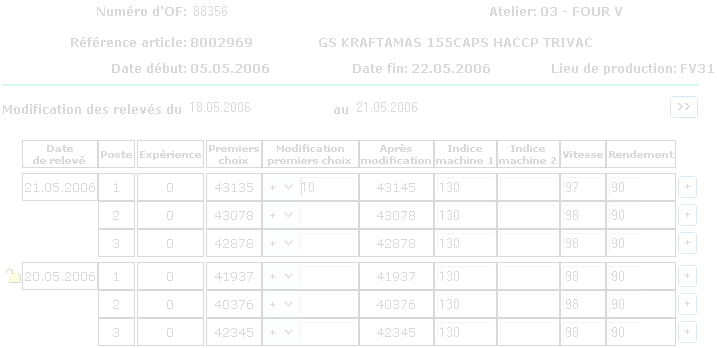 Numéro d'OF: 88356 Atelier: 03 - FOUR V
Référence article: 8002969 GS KRAFTAMAS 155CAPS HACCP TRIVAC
Date début: 05.05.2006 Date fin: 22.05.2006 Lieu de production: FV31
Modification des relevés du 18.05.2006 au 21.05.2006 >>
Date de relevé Poste Expérience Premiers choix Modification premiers choix Après modification Indice machine 1 Indice machine 2 Vitesse Rendement
21.05.2006 1 0 43135 + 10 43145 130 97 90 +
2 0 43078 + 43078 130 98 90 +
3 0 42878 + 42878 130 98 90 +
20.05.2006 1 0 41937 + 41937 130 98 90 +
2 0 40376 + 40376 130 98 90 +
3 0 42345 + 42345 130 98 90 +